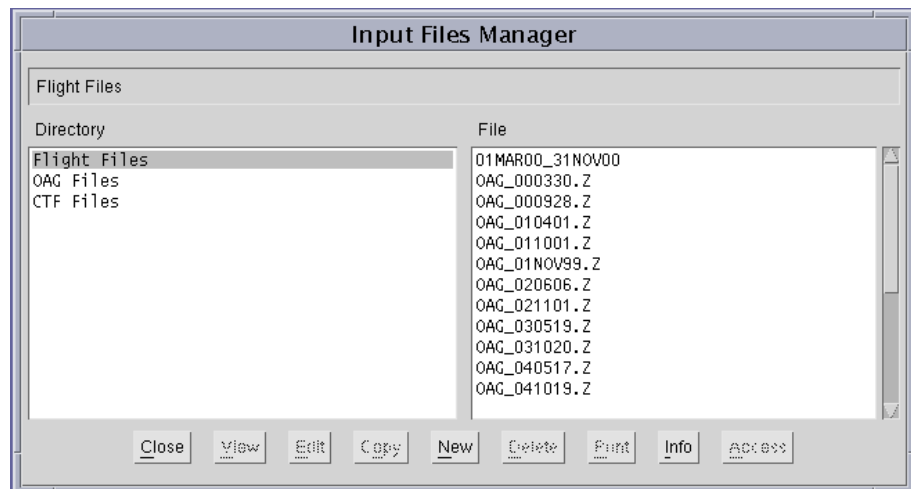 Input Files Manager
Flight Files
Directory
File
Flight Files
OAG Files
CTF Files
01MAR00_31NOV00
OAG_000330.Z
OAG_000928.Z
OAG_010401.Z
OAG_011001.Z
OAG_01NOV99.Z
OAG_020606.Z
OAG_021101.Z
OAG_030519.Z
OAG_031020.Z
OAG_040517.Z
OAG_041019.Z
Close View Edit Copy New Delete Print Info Access